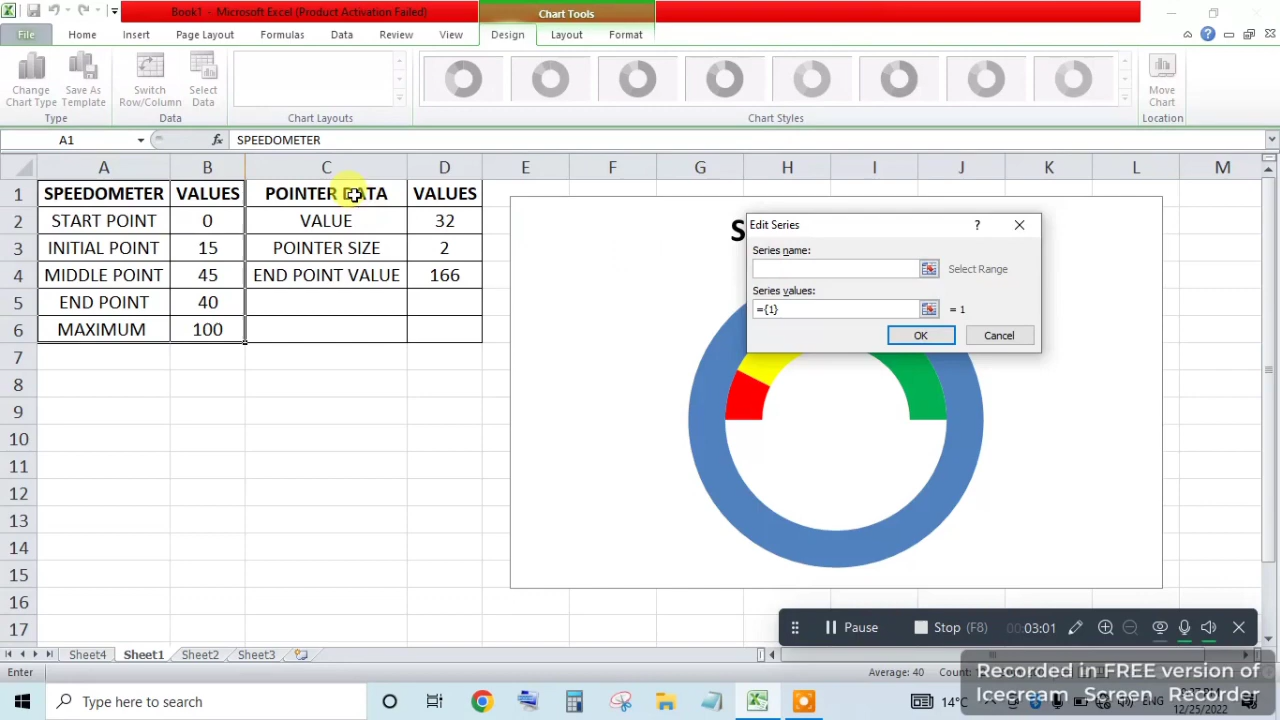 Book1 - Microsoft Excel (Product Activation Failed)
Chart Tools
File Home Insert Page Layout Formulas Data Review View Design Layout Format
Change Chart Type
Save As Template
Switch Row/Column
Select Data
Move Chart
Type Data Chart Layouts Chart Styles Location
A1 fx SPEEDOMETER
A B C D E F G H I J K L M
1 SPEEDOMETER VALUES POINTER DATA VALUES
2 START POINT 0 VALUE 32
3 INITIAL POINT 15 POINTER SIZE 2
4 MIDDLE POINT 45 END POINT VALUE 166
5 END POINT 40
6 MAXIMUM 100
7
8
9
10
11
12
13
14
15
16
17
S
Edit Series ?
Series name:
Select Range
Series values:
={1} = 1
OK Cancel
Pause Stop (F8) 00:03:01
Sheet4 Sheet1 Sheet2 Sheet3
Enter Average: 40
Recorded in FREE version of
Icecream Screen Recorder
Type here to search
14°C ENG
12/25/2022